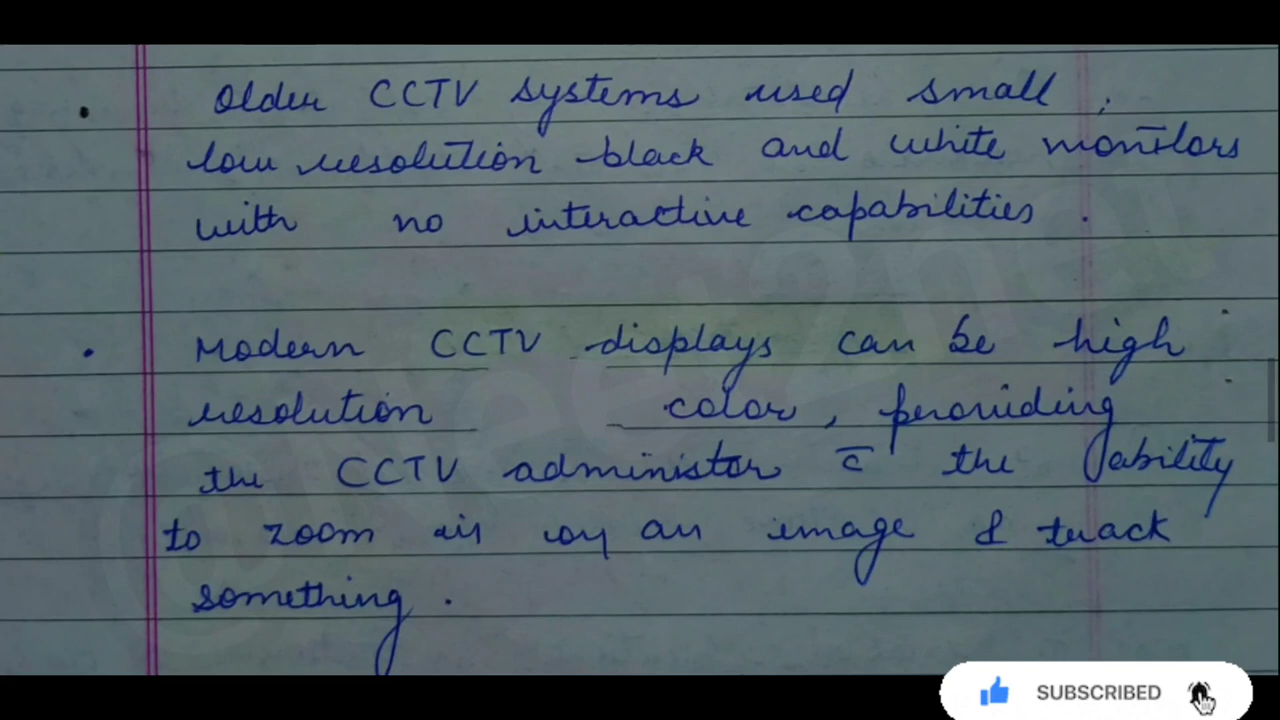 • Older CCTV systems used small,
low resolution black and white monitors
with no interactive capabilities.
• Modern CCTV displays can be high
resolution color, providing
the CCTV administor c̄ the ability
to zoom in on an image & track
something.
SUBSCRIBED